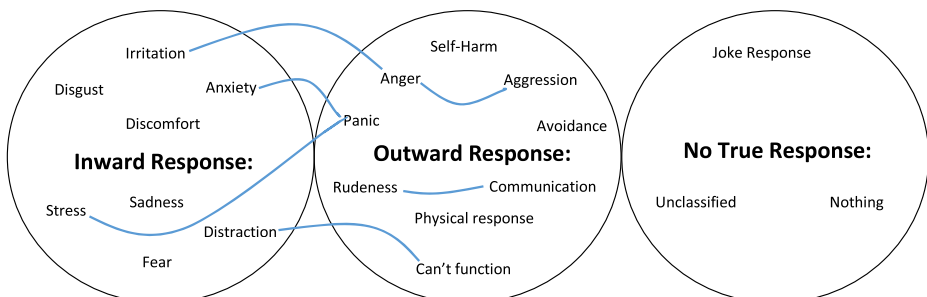 Irritation
Disgust
Anxiety
Discomfort
Inward Response:
Stress
Sadness
Distraction
Fear
Self-Harm
Anger
Aggression
Panic
Avoidance
Outward Response:
Rudeness
Communication
Physical response
Can’t function
Joke Response
No True Response:
Unclassified
Nothing